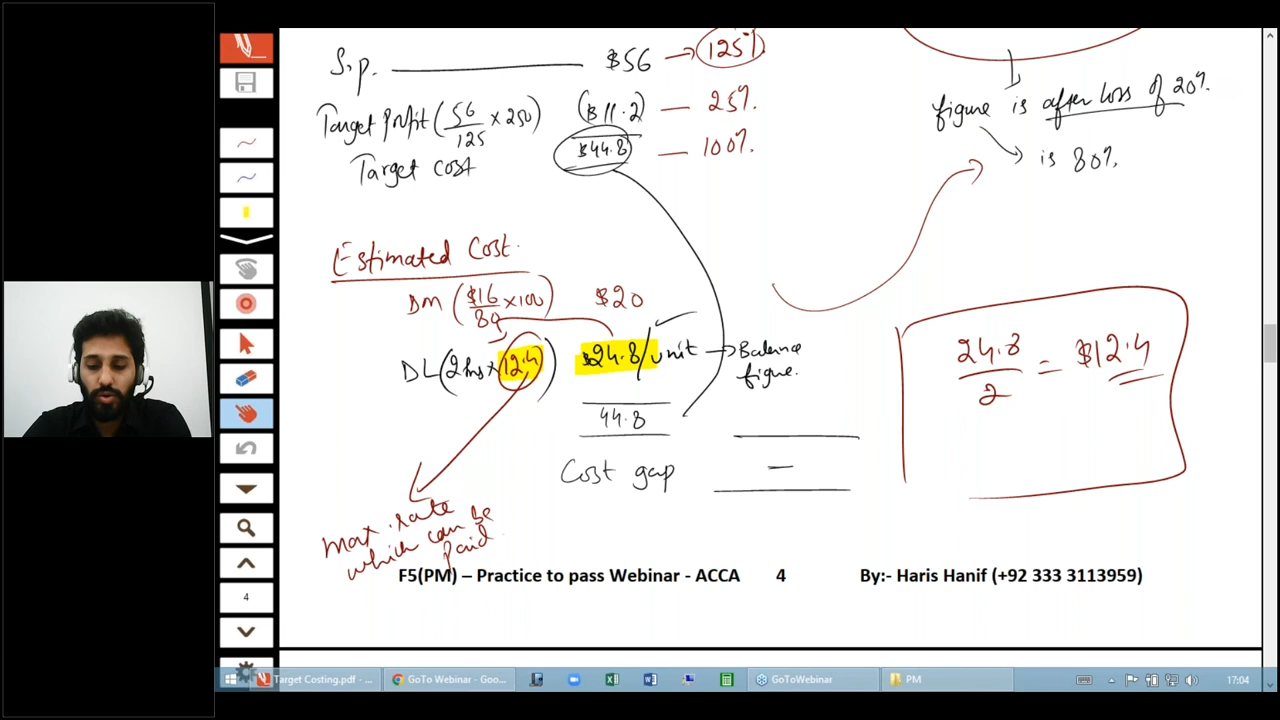 S.p. $56 → 125%
Target profit (56/125 × 250) ($11.2) — 25%.
Target cost $44.8 — 100%.
figure is after loss of 20%.
is 80%.
Estimated Cost.
DM ($16/80 × 100) $20
DL (2hrs × 12.4) $24.8/unit → Balance figure.
44.8
Cost gap —
max. rate
which can be
paid
24.8/2 = $12.4
F5(PM) – Practice to pass Webinar - ACCA 4 By:- Haris Hanif (+92 333 3113959)
4
Target Costing.pdf - ... GoTo Webinar - Goo... GoToWebinar PM 17:04